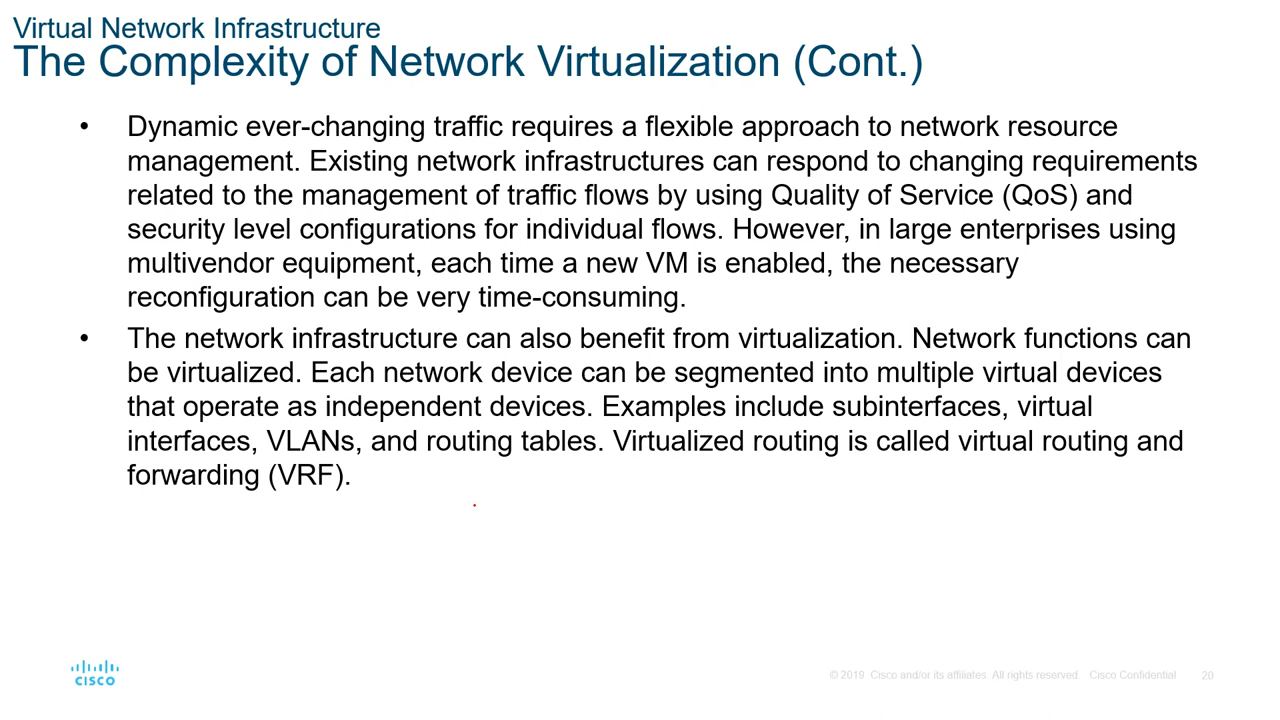 Virtual Network Infrastructure
The Complexity of Network Virtualization (Cont.)
• Dynamic ever-changing traffic requires a flexible approach to network resource
management. Existing network infrastructures can respond to changing requirements
related to the management of traffic flows by using Quality of Service (QoS) and
security level configurations for individual flows. However, in large enterprises using
multivendor equipment, each time a new VM is enabled, the necessary
reconfiguration can be very time-consuming.
• The network infrastructure can also benefit from virtualization. Network functions can
be virtualized. Each network device can be segmented into multiple virtual devices
that operate as independent devices. Examples include subinterfaces, virtual
interfaces, VLANs, and routing tables. Virtualized routing is called virtual routing and
forwarding (VRF).
CISCO
© 2019 Cisco and/or its affiliates. All rights reserved. Cisco Confidential 20